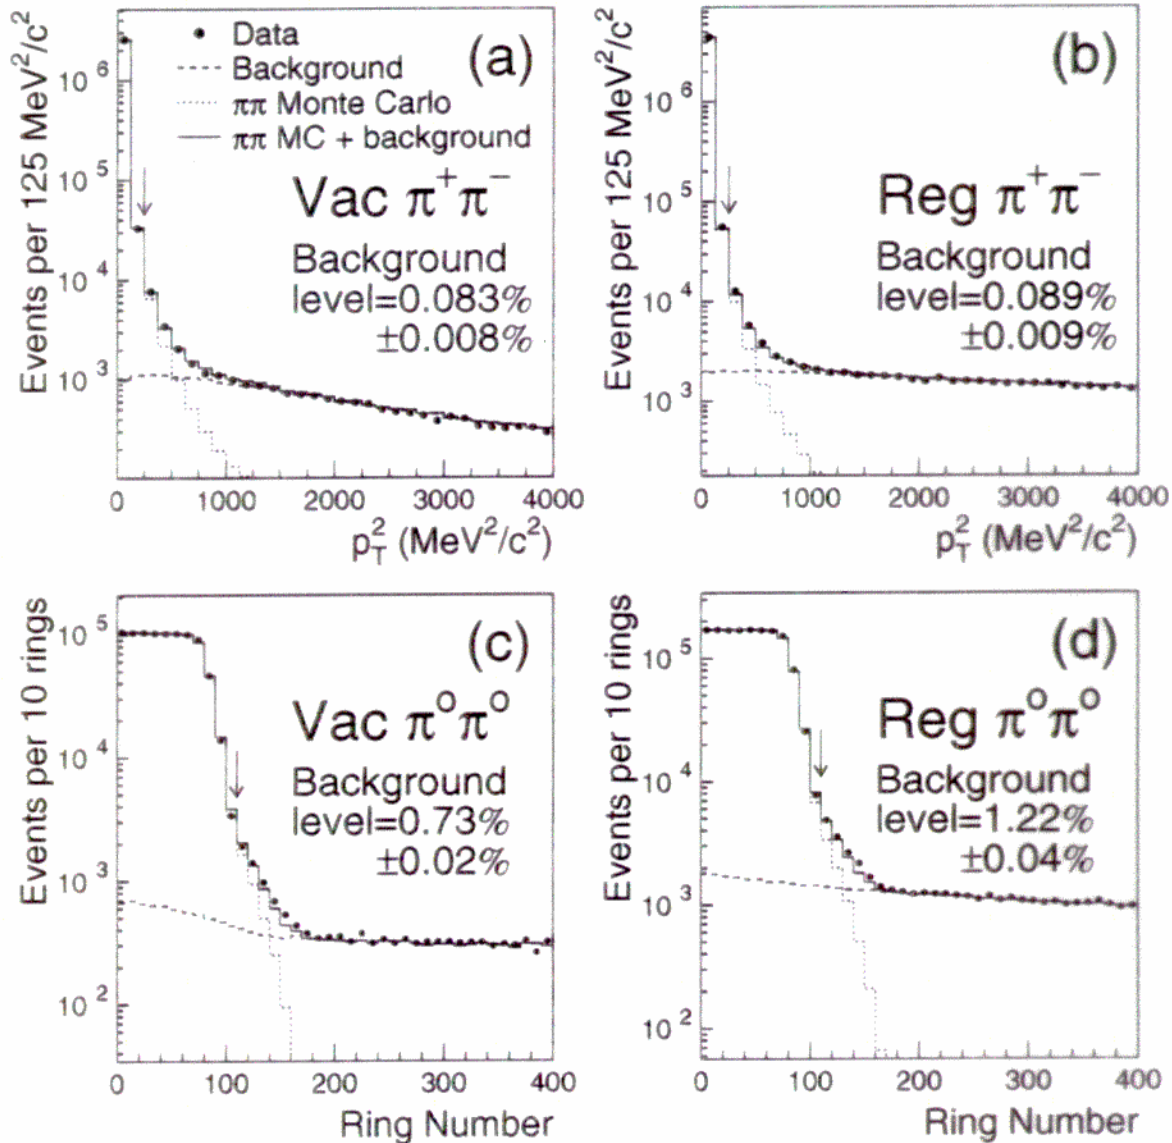 Events per 125 MeV²/c²
10⁶
10⁵
10⁴
10³
Data
Background
ππ Monte Carlo
ππ MC + background
(a)
Vac π⁺π⁻
Background
level=0.083%
±0.008%
0 1000 2000 3000 4000
p_T² (MeV²/c²)
Events per 125 MeV²/c²
10⁶
10⁵
10⁴
10³
(b)
Reg π⁺π⁻
Background
level=0.089%
±0.009%
0 1000 2000 3000 4000
p_T² (MeV²/c²)
Events per 10 rings
10⁵
10⁴
10³
10²
(c)
Vac π⁰π⁰
Background
level=0.73%
±0.02%
0 100 200 300 400
Ring Number
Events per 10 rings
10⁵
10⁴
10³
10²
(d)
Reg π⁰π⁰
Background
level=1.22%
±0.04%
0 100 200 300 400
Ring Number